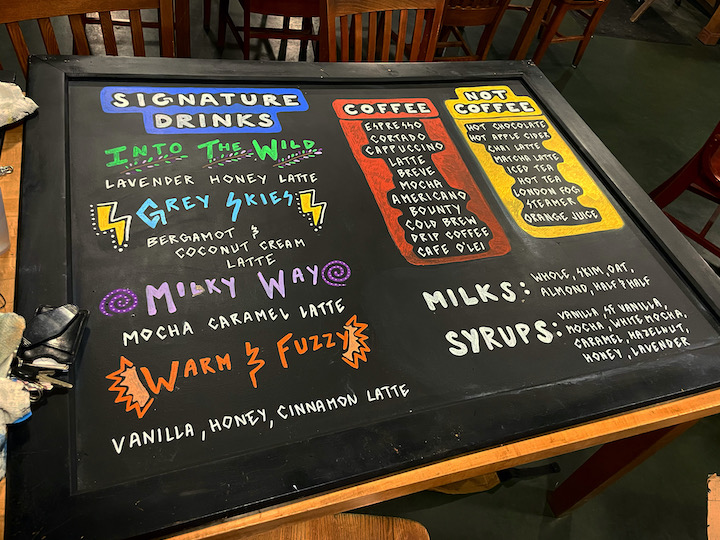 SIGNATURE
DRINKS
INTO THE WILD
LAVENDER HONEY LATTE
GREY SKIES
BERGAMOT &
COCONUT CREAM
LATTE
MILKY WAY
MOCHA CARAMEL LATTE
WARM & FUZZY
VANILLA, HONEY, CINNAMON LATTE
COFFEE
ESPRESSO
CORTADO
CAPPUCCINO
LATTE
BREVE
MOCHA
AMERICANO
BOUNTY
COLD BREW
DRIP COFFEE
CAFE O'LEI
NOT
COFFEE
HOT CHOCOLATE
HOT APPLE CIDER
CHAI LATTE
MATCHA LATTE
ICED TEA
HOT TEA
LONDON FOG
STEAMER
ORANGE JUICE
MILKS: WHOLE, SKIM, OAT,
ALMOND, HALF & HALF
SYRUPS: VANILLA, SF VANILLA,
MOCHA, WHITE MOCHA,
CARAMEL, HAZELNUT,
HONEY, LAVENDER